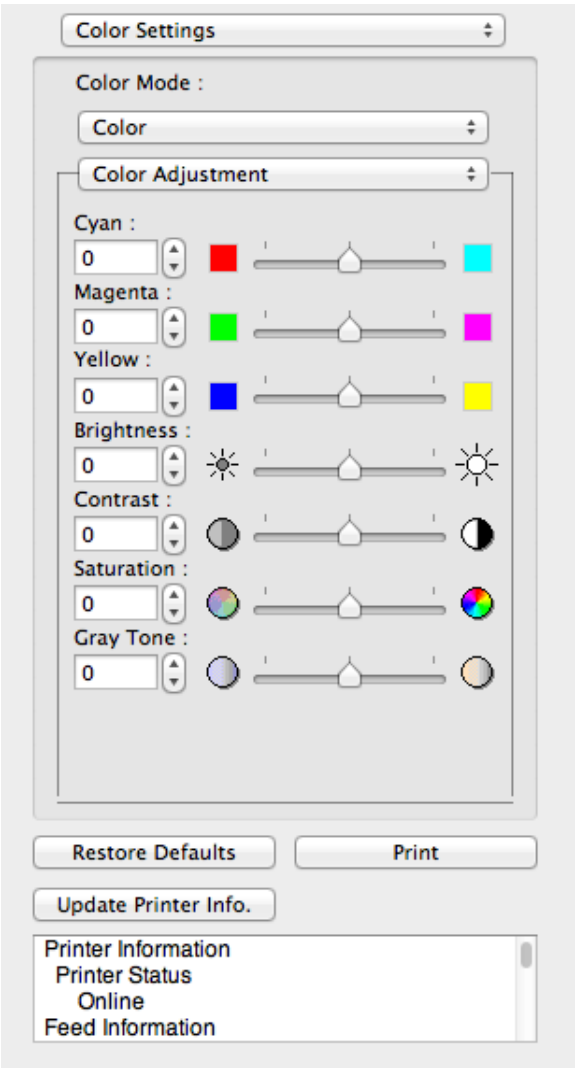 Color Settings
Color Mode :
Color
Color Adjustment
Cyan :
0
Magenta :
0
Yellow :
0
Brightness :
0
Contrast :
0
Saturation :
0
Gray Tone :
0
Restore Defaults
Print
Update Printer Info.
Printer Information
Printer Status
Online
Feed Information